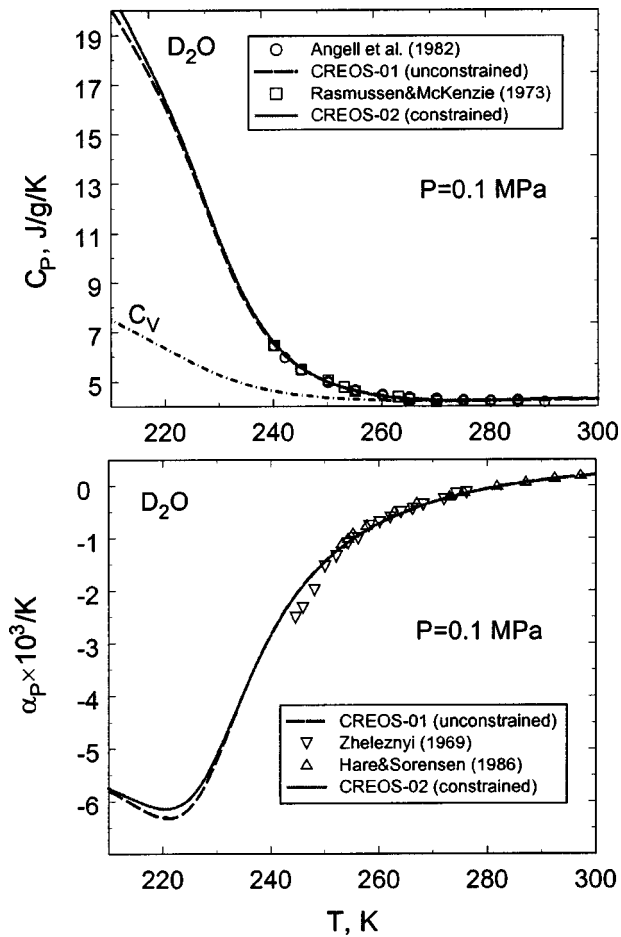 19
17
15
13
11
9
7
5
C_P, J/g/K
D₂O
Angell et al. (1982)
CREOS-01 (unconstrained)
Rasmussen&McKenzie (1973)
CREOS-02 (constrained)
P=0.1 MPa
C_V
220 240 260 280 300
0
-1
-2
-3
-4
-5
-6
α_P×10³/K
D₂O
P=0.1 MPa
CREOS-01 (unconstrained)
Zheleznyi (1969)
Hare&Sorensen (1986)
CREOS-02 (constrained)
220 240 260 280 300
T, K